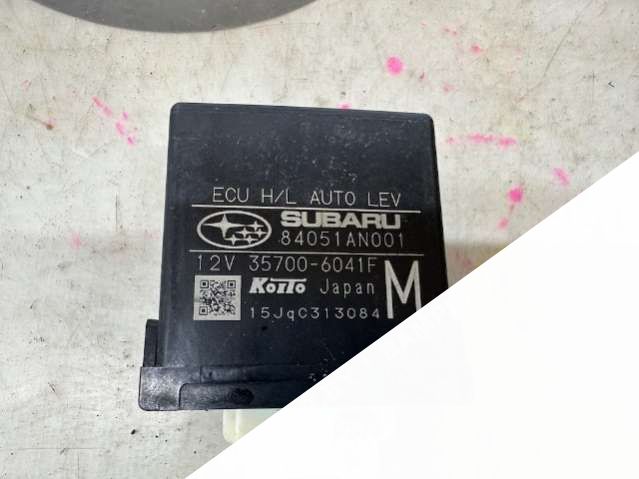 ECU H/L AUTO LEV
SUBARU
84051AN001
12V 35700-6041F
Koito Japan M
15JqC313084